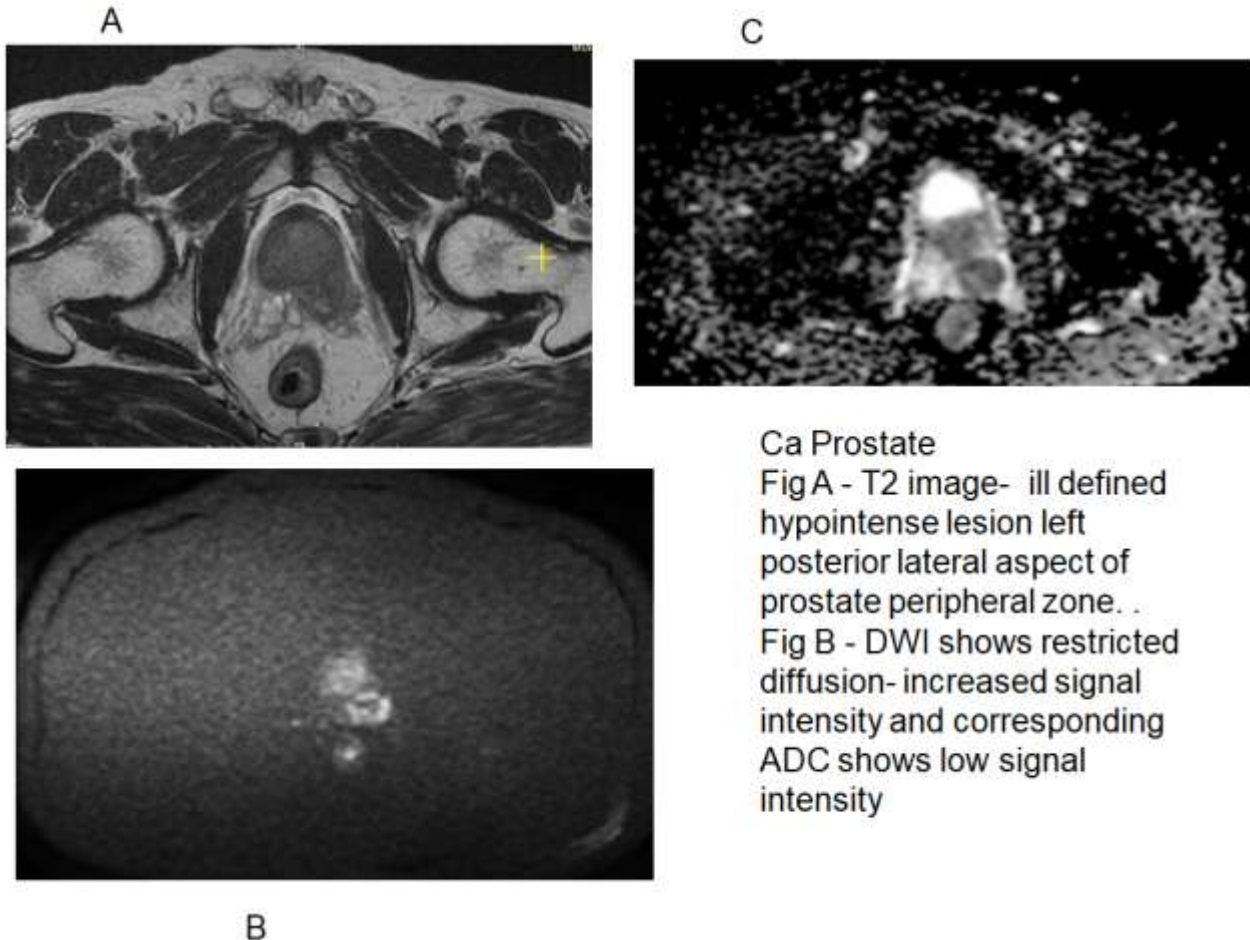 A
C
Ca Prostate
Fig A - T2 image- ill defined
hypointense lesion left
posterior lateral aspect of
prostate peripheral zone. .
Fig B - DWI shows restricted
diffusion- increased signal
intensity and corresponding
ADC shows low signal
intensity
B